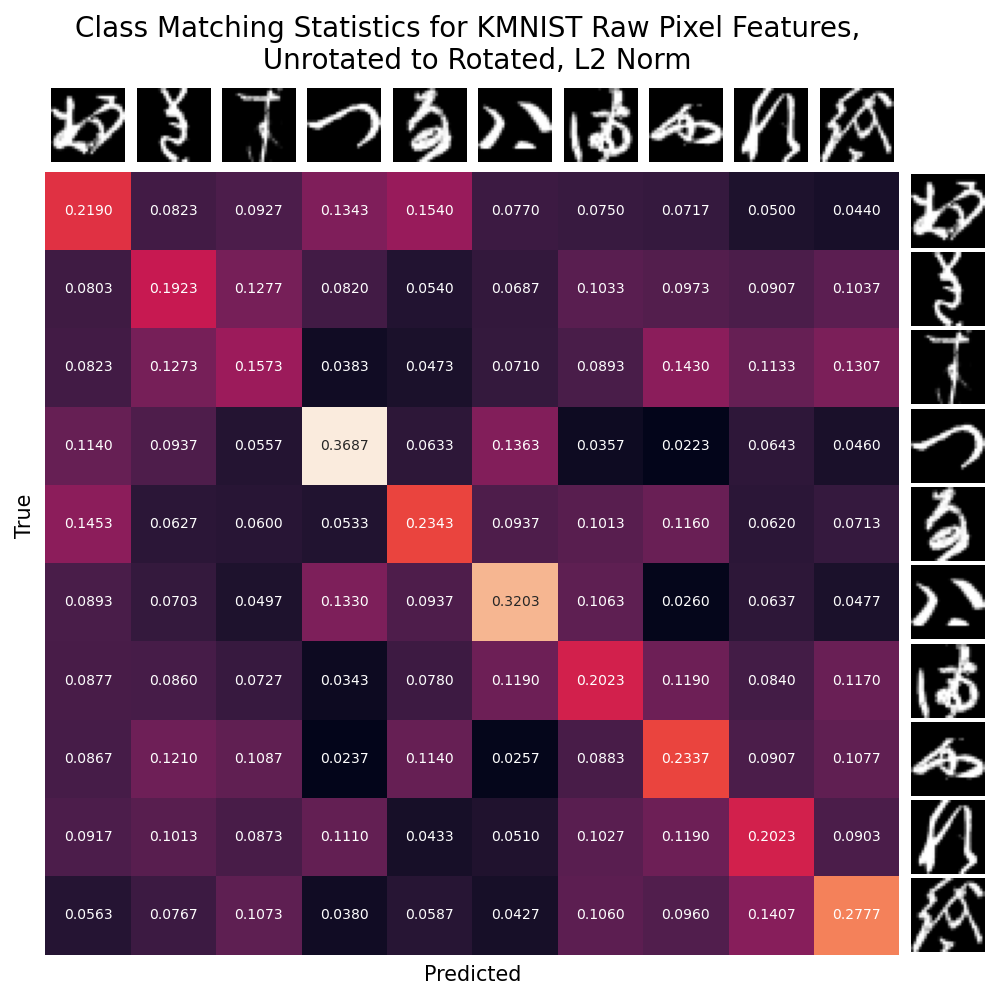 Class Matching Statistics for KMNIST Raw Pixel Features,
Unrotated to Rotated, L2 Norm
0.2190 0.0823 0.0927 0.1343 0.1540 0.0770 0.0750 0.0717 0.0500 0.0440
0.0803 0.1923 0.1277 0.0820 0.0540 0.0687 0.1033 0.0973 0.0907 0.1037
0.0823 0.1273 0.1573 0.0383 0.0473 0.0710 0.0893 0.1430 0.1133 0.1307
0.1140 0.0937 0.0557 0.3687 0.0633 0.1363 0.0357 0.0223 0.0643 0.0460
0.1453 0.0627 0.0600 0.0533 0.2343 0.0937 0.1013 0.1160 0.0620 0.0713
0.0893 0.0703 0.0497 0.1330 0.0937 0.3203 0.1063 0.0260 0.0637 0.0477
0.0877 0.0860 0.0727 0.0343 0.0780 0.1190 0.2023 0.1190 0.0840 0.1170
0.0867 0.1210 0.1087 0.0237 0.1140 0.0257 0.0883 0.2337 0.0907 0.1077
0.0917 0.1013 0.0873 0.1110 0.0433 0.0510 0.1027 0.1190 0.2023 0.0903
0.0563 0.0767 0.1073 0.0380 0.0587 0.0427 0.1060 0.0960 0.1407 0.2777
True
Predicted